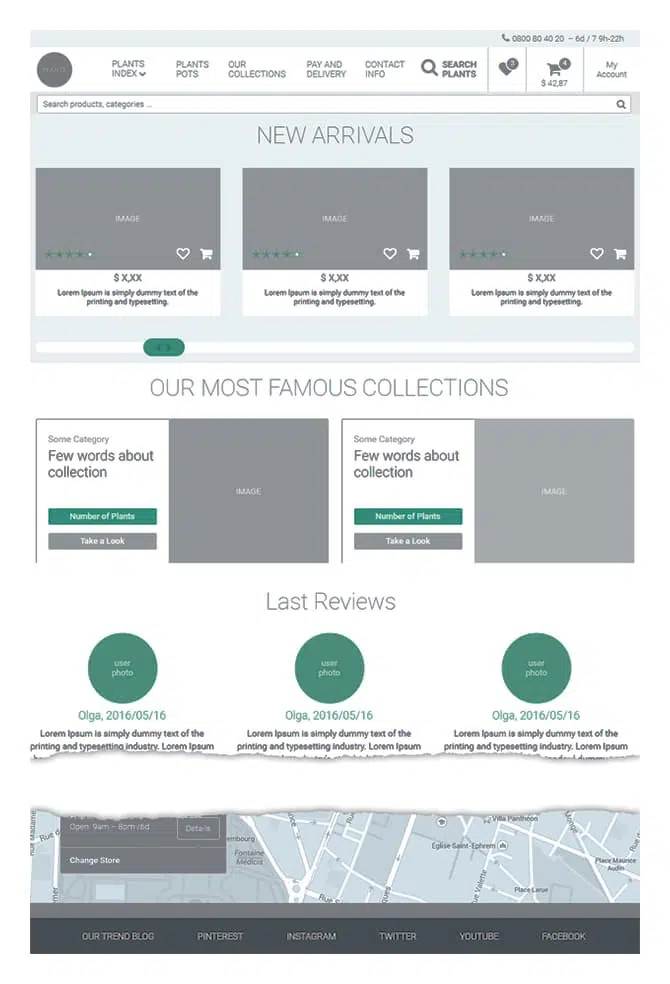 0800 80 40 20 – 6d / 7 9h-22h
PLANTS
PLANTS INDEX
PLANTS POTS
OUR COLLECTIONS
PAY AND DELIVERY
CONTACT INFO
SEARCH PLANTS
3
4
$ 42,87
My Account
Search products, categories ...
NEW ARRIVALS
IMAGE
IMAGE
IMAGE
$ X,XX
$ X,XX
$ X,XX
Lorem Ipsum is simply dummy text of the
printing and typesetting.
Lorem Ipsum is simply dummy text of the
printing and typesetting.
Lorem Ipsum is simply dummy text of the
printing and typesetting.
OUR MOST FAMOUS COLLECTIONS
Some Category
Few words about
collection
Number of Plants
Take a Look
IMAGE
Some Category
Few words about
collection
Number of Plants
Take a Look
IMAGE
Last Reviews
user
photo
Olga, 2016/05/16
Lorem Ipsum is simply dummy text of the
printing and typesetting industry. Lorem Ipsum
user
photo
Olga, 2016/05/16
Lorem Ipsum is simply dummy text of the
printing and typesetting industry. Lorem Ipsum
user
photo
Olga, 2016/05/16
Lorem Ipsum is simply dummy text of the
printing and typesetting industry. Lorem Ipsum
Open: 9am – 8pm /6d
Details
Change Store
Rue Madame
Fontaine
Médicis
Villa Panthéon
Église Saint-Ephrem
Rue Valette
Place Larue
Place Maurice
Audin
OUR TREND BLOG
PINTEREST
INSTAGRAM
TWITTER
YOUTUBE
FACEBOOK